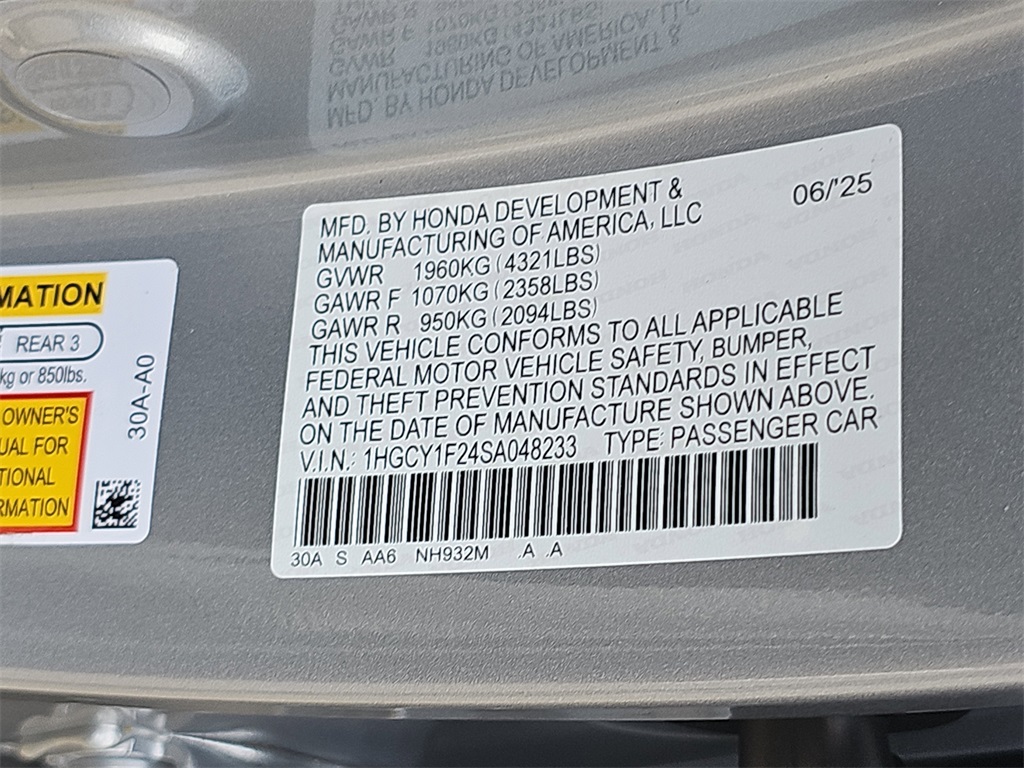 MFD. BY HONDA DEVELOPMENT &
MANUFACTURING OF AMERICA, LLC
06/'25
GVWR 1960KG (4321LBS)
GAWR F 1070KG (2358LBS)
GAWR R 950KG (2094LBS)
THIS VEHICLE CONFORMS TO ALL APPLICABLE
FEDERAL MOTOR VEHICLE SAFETY, BUMPER,
AND THEFT PREVENTION STANDARDS IN EFFECT
ON THE DATE OF MANUFACTURE SHOWN ABOVE.
V.I.N.: 1HGCY1F24SA048233 TYPE: PASSENGER CAR
30A S AA6 NH932M .A .A
MATION
REAR 3
kg or 850lbs.
OWNER'S
UAL FOR
TIONAL
RMATION
30A-A0